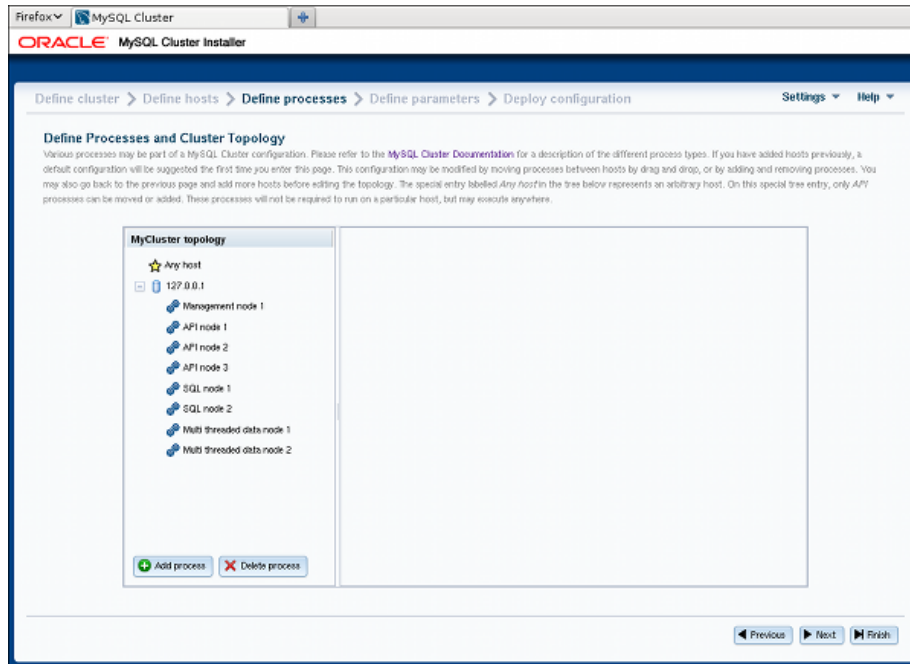 Firefox MySQL Cluster
ORACLE MySQL Cluster Installer
Define cluster Define hosts Define processes Define parameters Deploy configuration Settings Help
Define Processes and Cluster Topology
Various processes may be part of a MySQL Cluster configuration. Please refer to the MySQL Cluster Documentation for a description of the different process types. If you have added hosts previously, a
default configuration will be suggested the first time you enter this page. This configuration may be modified by moving processes between hosts by drag and drop, or by adding and removing processes. You
may also go back to the previous page and add more hosts before editing the topology. The special entry labelled Any host in the tree below represents an arbitrary host. On this special tree entry, only API
processes can be moved or added. These processes will not be required to run on a particular host, but may execute anywhere.
MyCluster topology
Any host
127.0.0.1
Management node 1
API node 1
API node 2
API node 3
SQL node 1
SQL node 2
Multi threaded data node 1
Multi threaded data node 2
Add process Delete process
Previous Next Finish